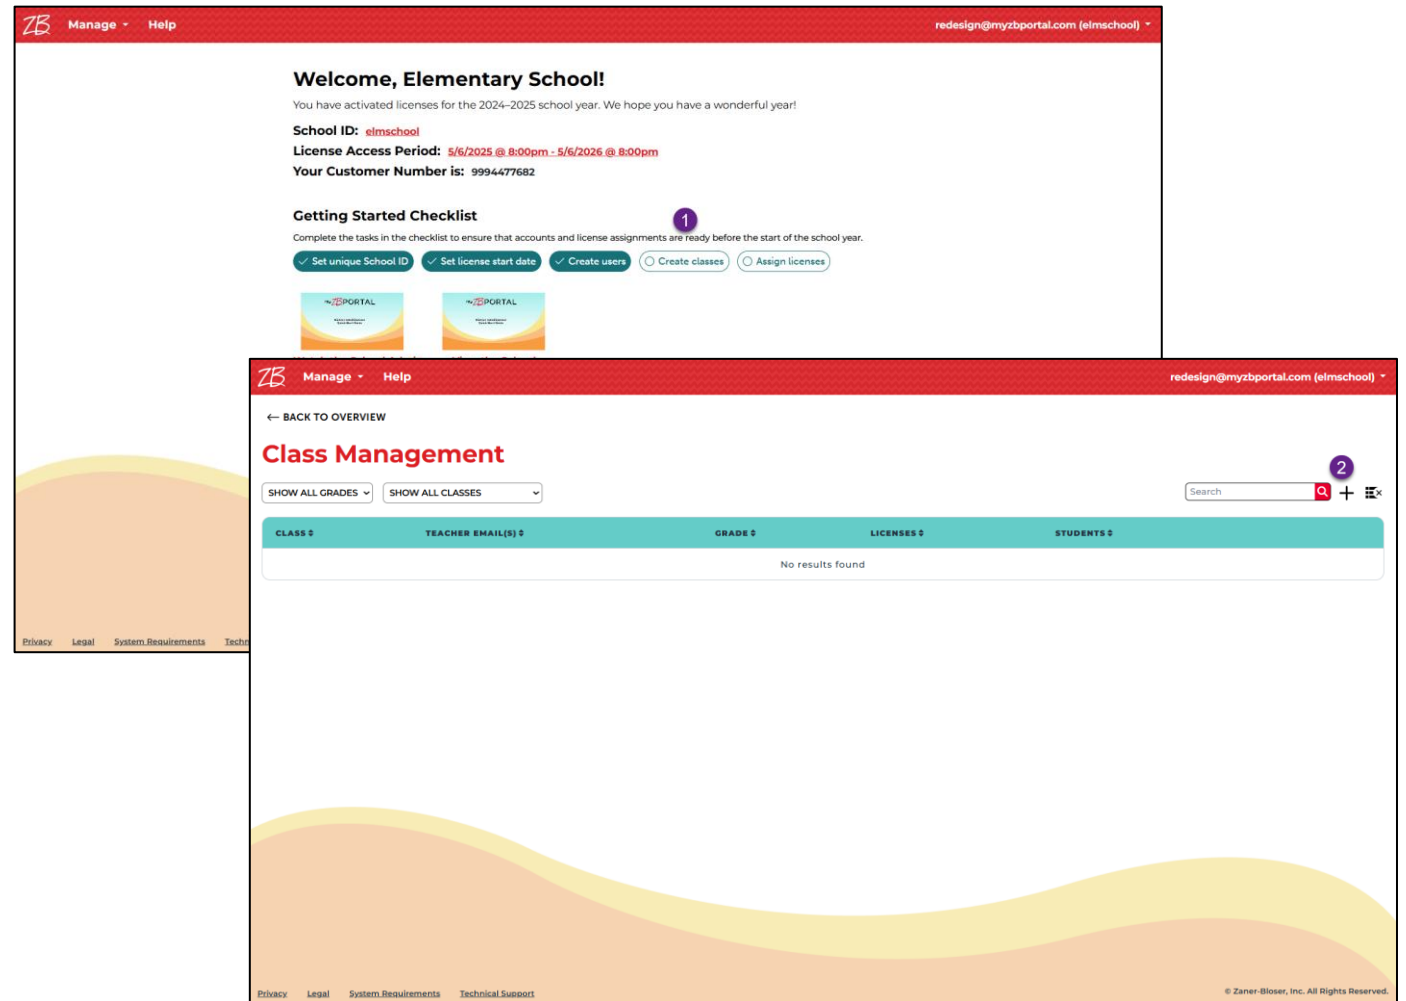 ZB Manage Help redesign@myzbportal.com (elmschool)
Welcome, Elementary School!
You have activated licenses for the 2024–2025 school year. We hope you have a wonderful year!
School ID: elmschool
License Access Period: 5/6/2025 @ 8:00pm - 5/6/2026 @ 8:00pm
Your Customer Number is: 9994477682
Getting Started Checklist
1
Complete the tasks in the checklist to ensure that accounts and license assignments are ready before the start of the school year.
Set unique School ID Set license start date Create users Create classes Assign licenses
PORTAL PORTAL
Privacy Legal System Requirements Techn
ZB Manage Help redesign@myzbportal.com (elmschool)
← BACK TO OVERVIEW
Class Management
2
SHOW ALL GRADES SHOW ALL CLASSES Search
CLASS TEACHER EMAIL(S) GRADE LICENSES STUDENTS
No results found
Privacy Legal System Requirements Technical Support © Zaner-Bloser, Inc. All Rights Reserved.